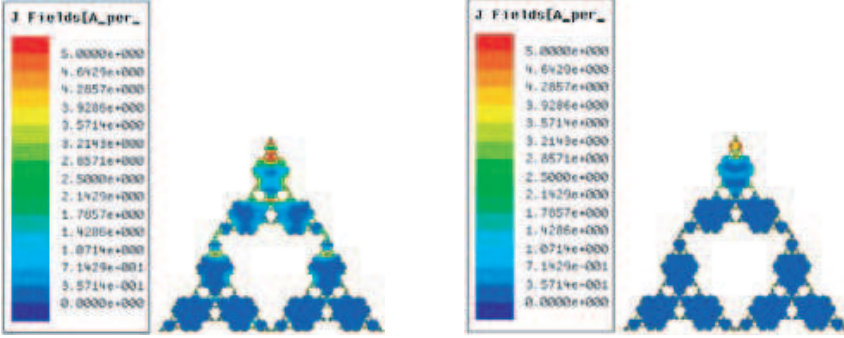 J Fields[A_per_
5.0000e+000
4.6429e+000
4.2857e+000
3.9286e+000
3.5714e+000
3.2143e+000
2.8571e+000
2.5000e+000
2.1429e+000
1.7857e+000
1.4286e+000
1.0714e+000
7.1429e-001
3.5714e-001
0.0000e+000
J Fields[A_per_
5.0000e+000
4.6429e+000
4.2857e+000
3.9286e+000
3.5714e+000
3.2143e+000
2.8571e+000
2.5000e+000
2.1429e+000
1.7857e+000
1.4286e+000
1.0714e+000
7.1429e-001
3.5714e-001
0.0000e+000